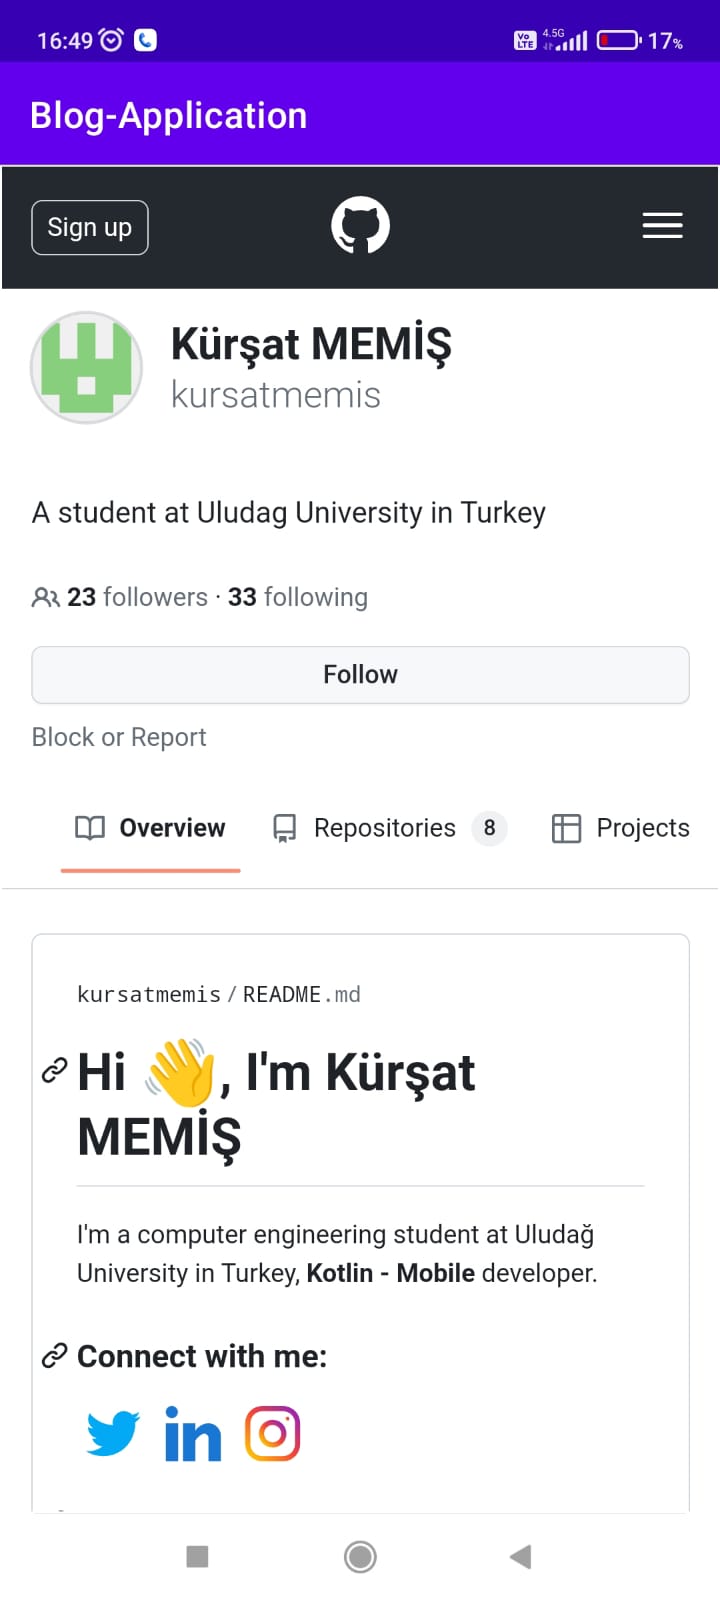 16:49 Vo LTE 4.5G 17%
Blog-Application
Sign up
Kürşat MEMİŞ
kursatmemis
A student at Uludag University in Turkey
23 followers · 33 following
Follow
Block or Report
Overview Repositories 8 Projects
kursatmemis / README.md
Hi 👋, I'm Kürşat
MEMİŞ
I'm a computer engineering student at Uludağ
University in Turkey, Kotlin - Mobile developer.
Connect with me:
in